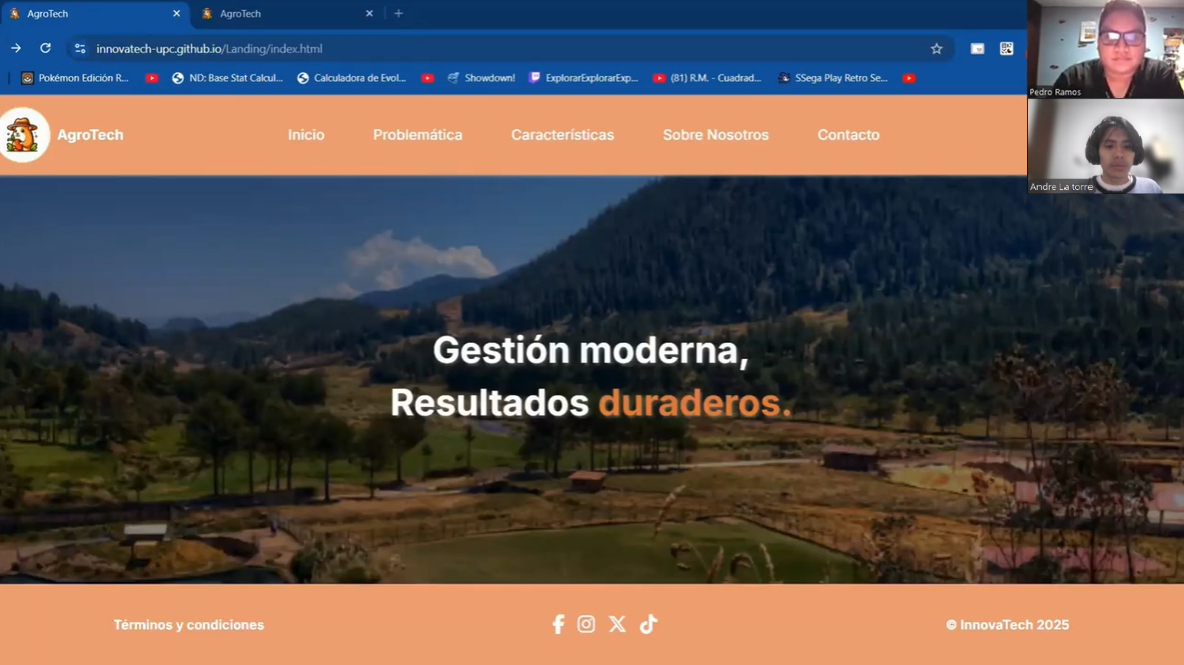 AgroTech
AgroTech
innovatech-upc.github.io/Landing/index.html
Pokémon Edición R...
ND: Base Stat Calcul...
Calculadora de Evol...
Showdown!
ExplorarExplorarExp...
(81) R.M. - Cuadrad...
SSega Play Retro Se...
Pedro Ramos
Andre La torre
AgroTech
Inicio
Problemática
Características
Sobre Nosotros
Contacto
Gestión moderna,
Resultados duraderos.
Términos y condiciones
© InnovaTech 2025